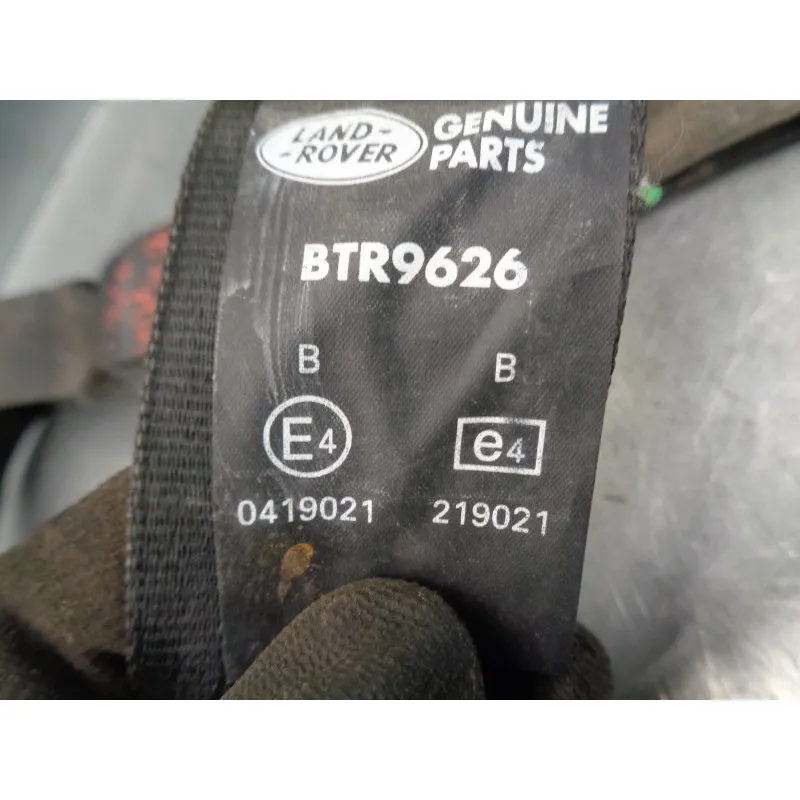 LAND-
-ROVER
GENUINE
PARTS
BTR9626
B B
E4 e4
0419021 219021